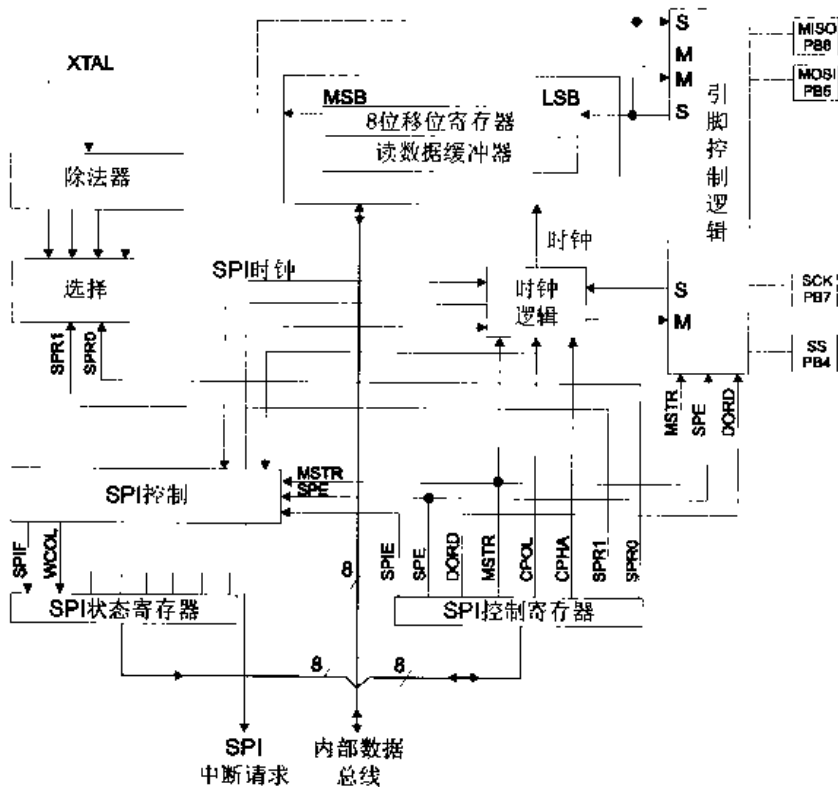 XTAL
MSB
LSB
8位移位寄存器
读数据缓冲器
S
M
M
S
引脚控制逻辑
MISO
PB6
MOSI
PB5
除法器
时钟
SPI时钟
选择
时钟
逻辑
S
M
SCK
PB7
SS
PB4
SPR1
SPR0
MSTR
SPE
DORD
SPI控制
MSTR
SPE
SPIF
WCOL
SPIE
SPE
DORD
MSTR
CPOL
CPHA
SPR1
SPR0
8
SPI状态寄存器
SPI控制寄存器
8
8
SPI
中断请求
内部数据
总线